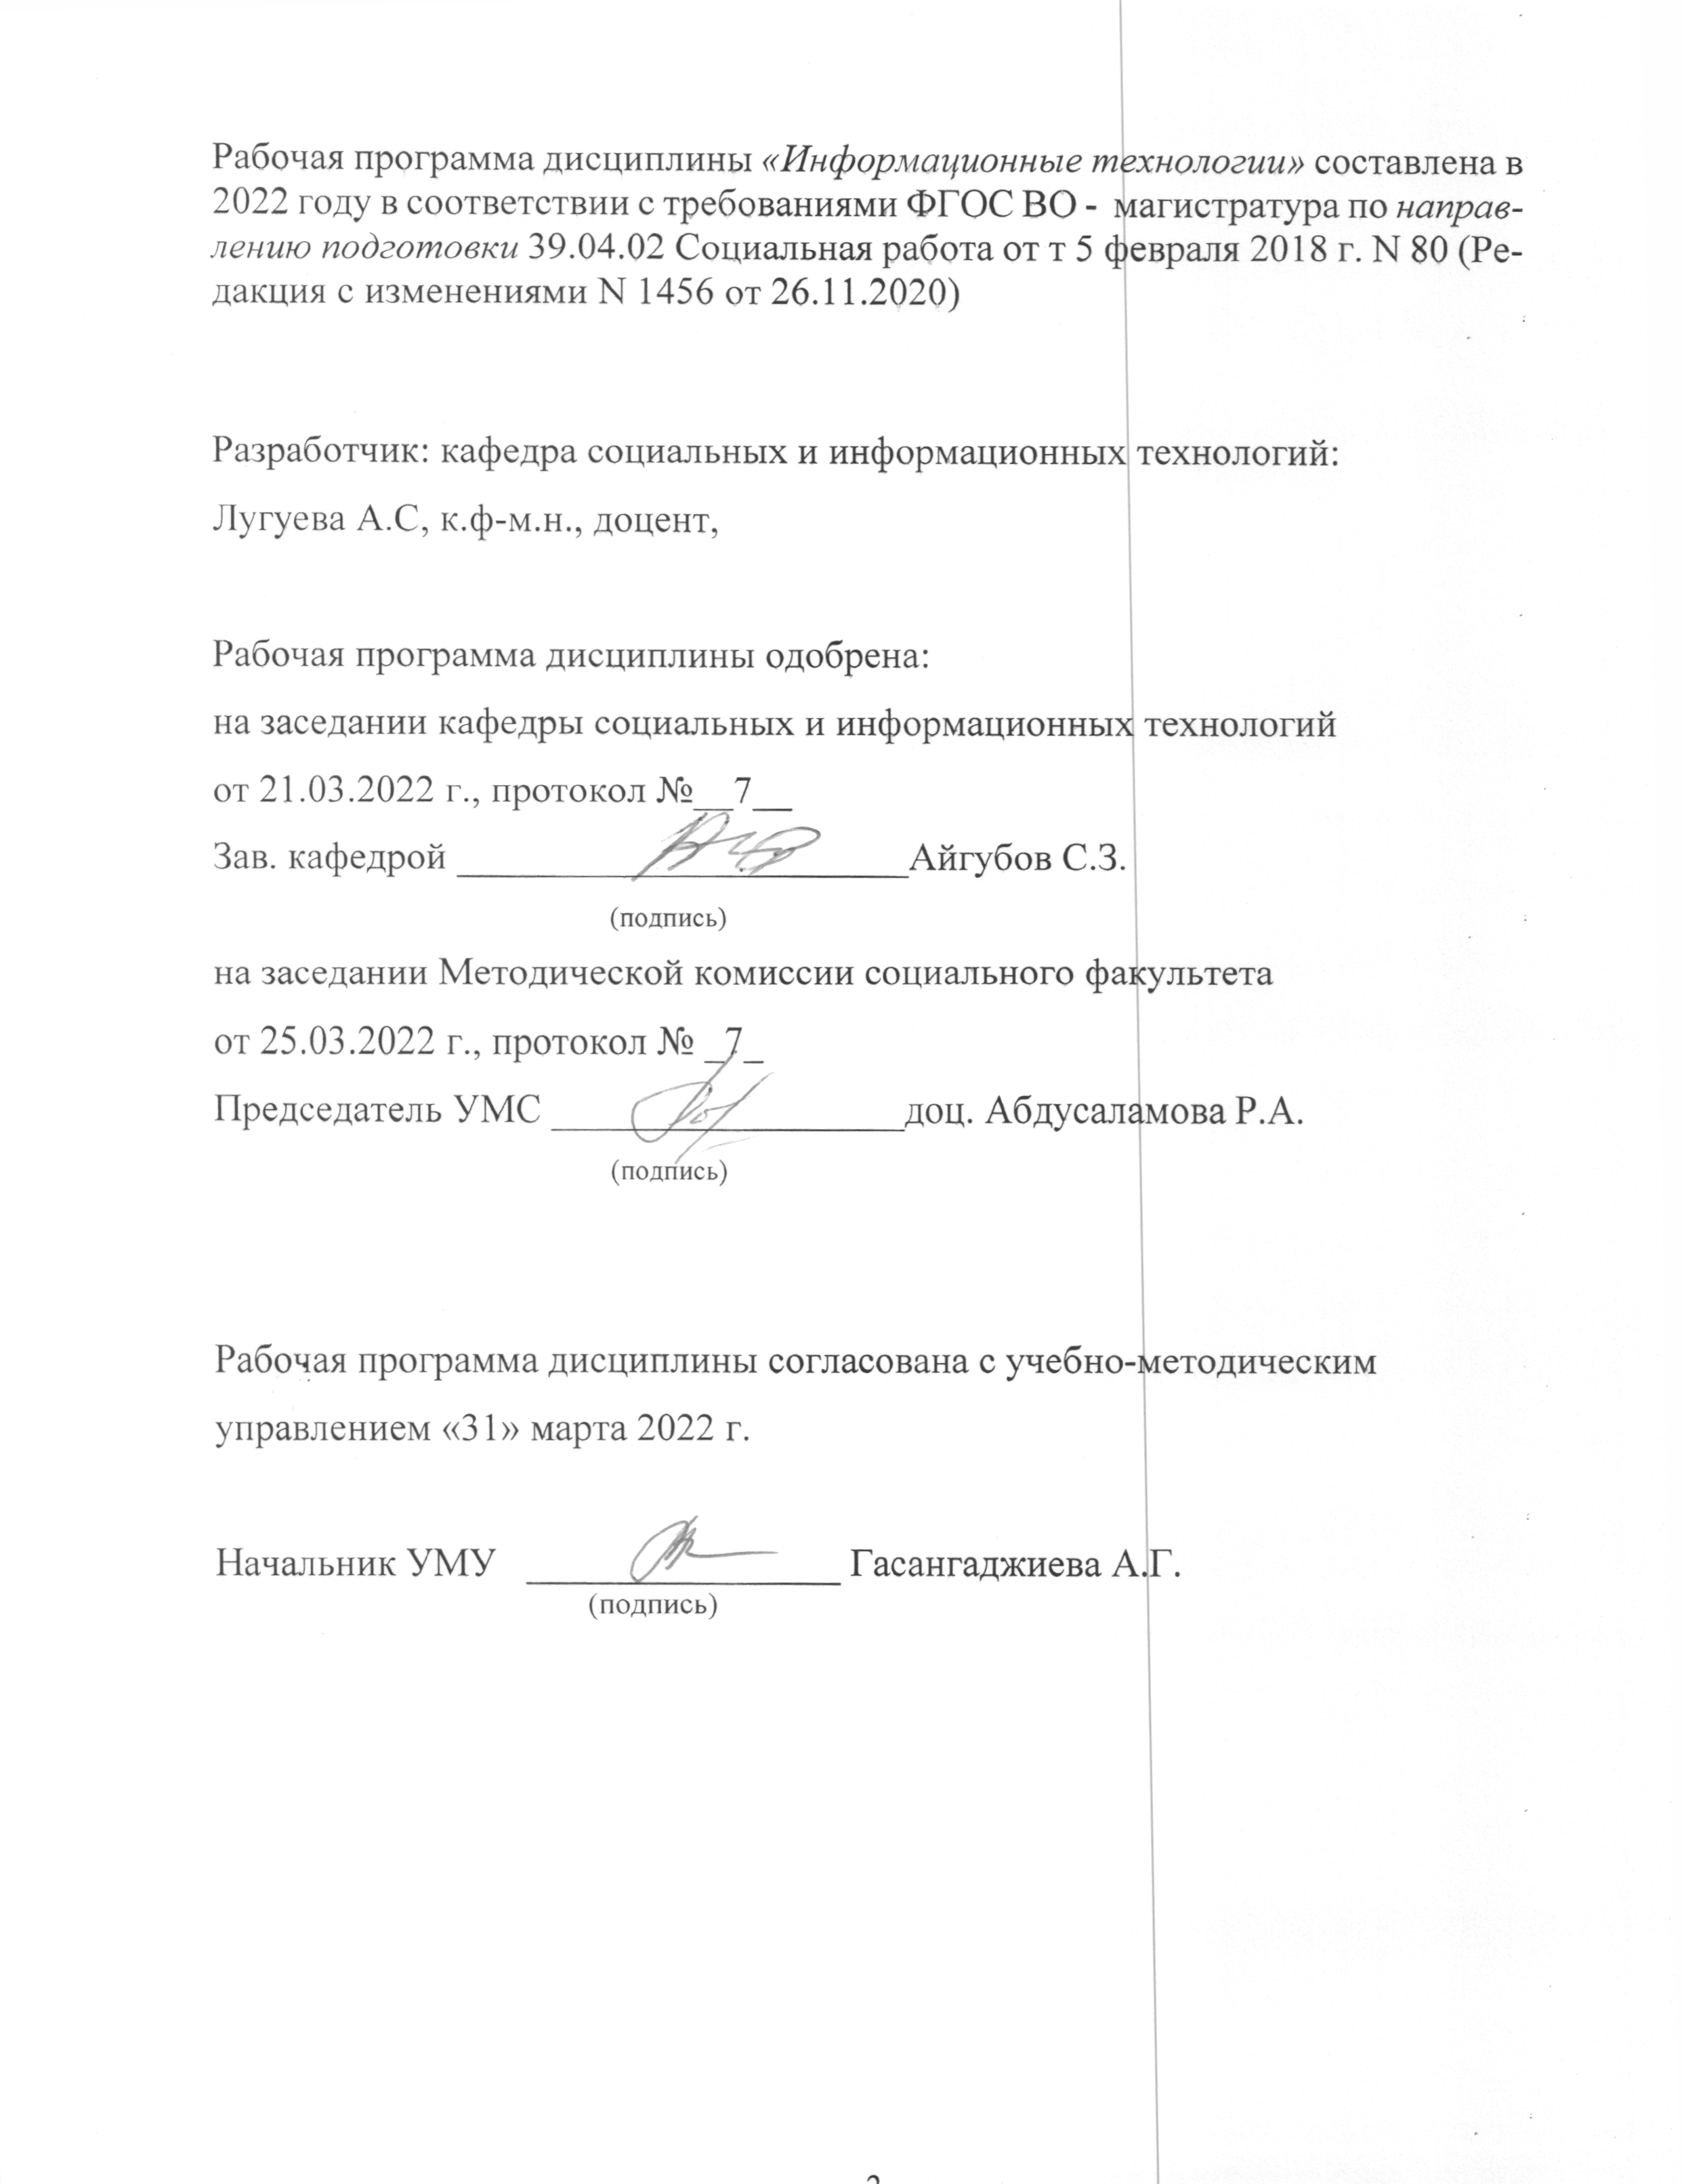 Рабочая программа дисциплины «Информационные технологии» составлена в
2022 году в соответствии с требованиями ФГОС ВО - магистратура по направ-
лению подготовки 39.04.02 Социальная работа от т 5 февраля 2018 г. N 80 (Ре-
дакция с изменениями N 1456 от 26.11.2020)
Разработчик: кафедра социальных и информационных технологий:
Лугуева А.С, к.ф-м.н., доцент,
Рабочая программа дисциплины одобрена:
на заседании кафедры социальных и информационных технологий
от 21.03.2022 г., протокол №__7__
Зав. кафедрой ______________________Айгубов С.З.
(подпись)
на заседании Методической комиссии социального факультета
от 25.03.2022 г., протокол № _7_
Председатель УМС _________________доц. Абдусаламова Р.А.
(подпись)
Рабочая программа дисциплины согласована с учебно-методическим
управлением «31» марта 2022 г.
Начальник УМУ _______________ Гасангаджиева А.Г.
(подпись)